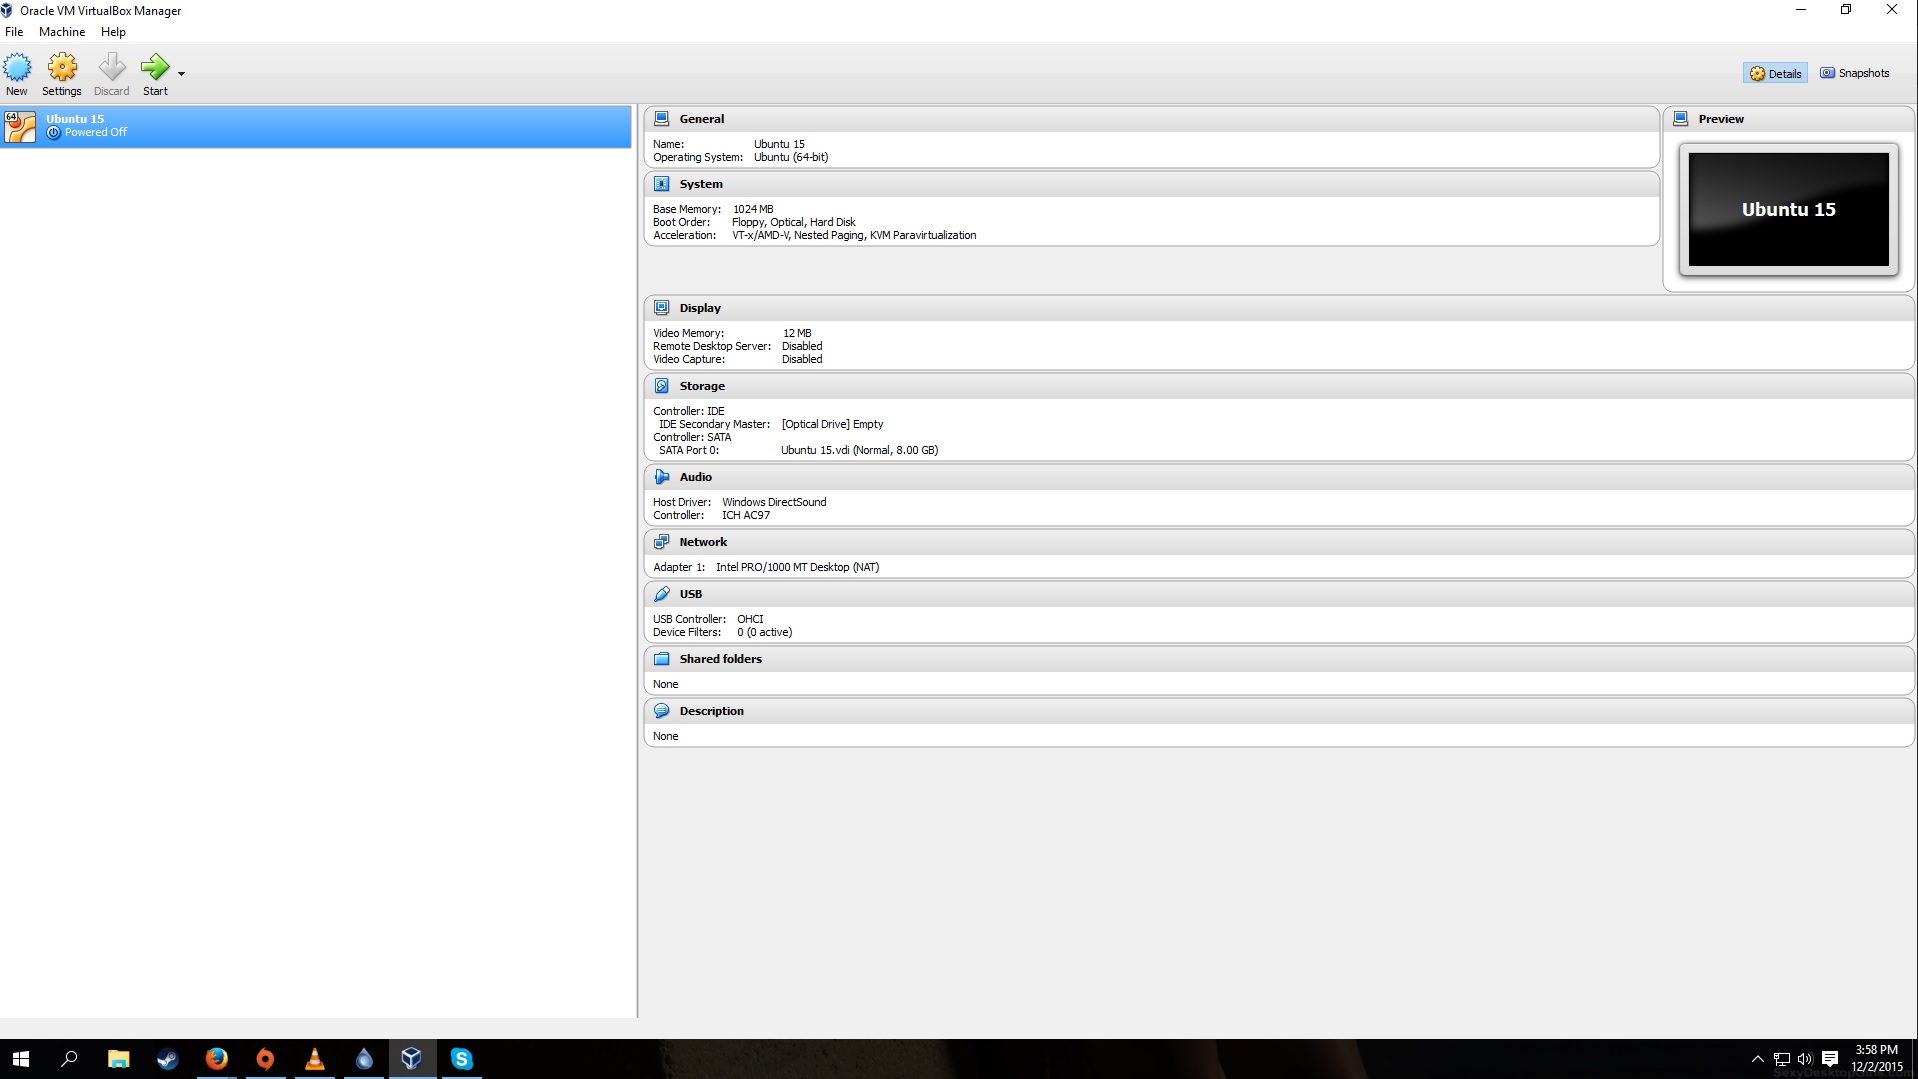 Oracle VM VirtualBox Manager
File Machine Help
New Settings Discard Start
Details Snapshots
64
Ubuntu 15
Powered Off
General
Name: Ubuntu 15
Operating System: Ubuntu (64-bit)
System
Base Memory: 1024 MB
Boot Order: Floppy, Optical, Hard Disk
Acceleration: VT-x/AMD-V, Nested Paging, KVM Paravirtualization
Preview
Ubuntu 15
Display
Video Memory: 12 MB
Remote Desktop Server: Disabled
Video Capture: Disabled
Storage
Controller: IDE
IDE Secondary Master: [Optical Drive] Empty
Controller: SATA
SATA Port 0: Ubuntu 15.vdi (Normal, 8.00 GB)
Audio
Host Driver: Windows DirectSound
Controller: ICH AC97
Network
Adapter 1: Intel PRO/1000 MT Desktop (NAT)
USB
USB Controller: OHCI
Device Filters: 0 (0 active)
Shared folders
None
Description
None
3:58 PM
12/2/2015